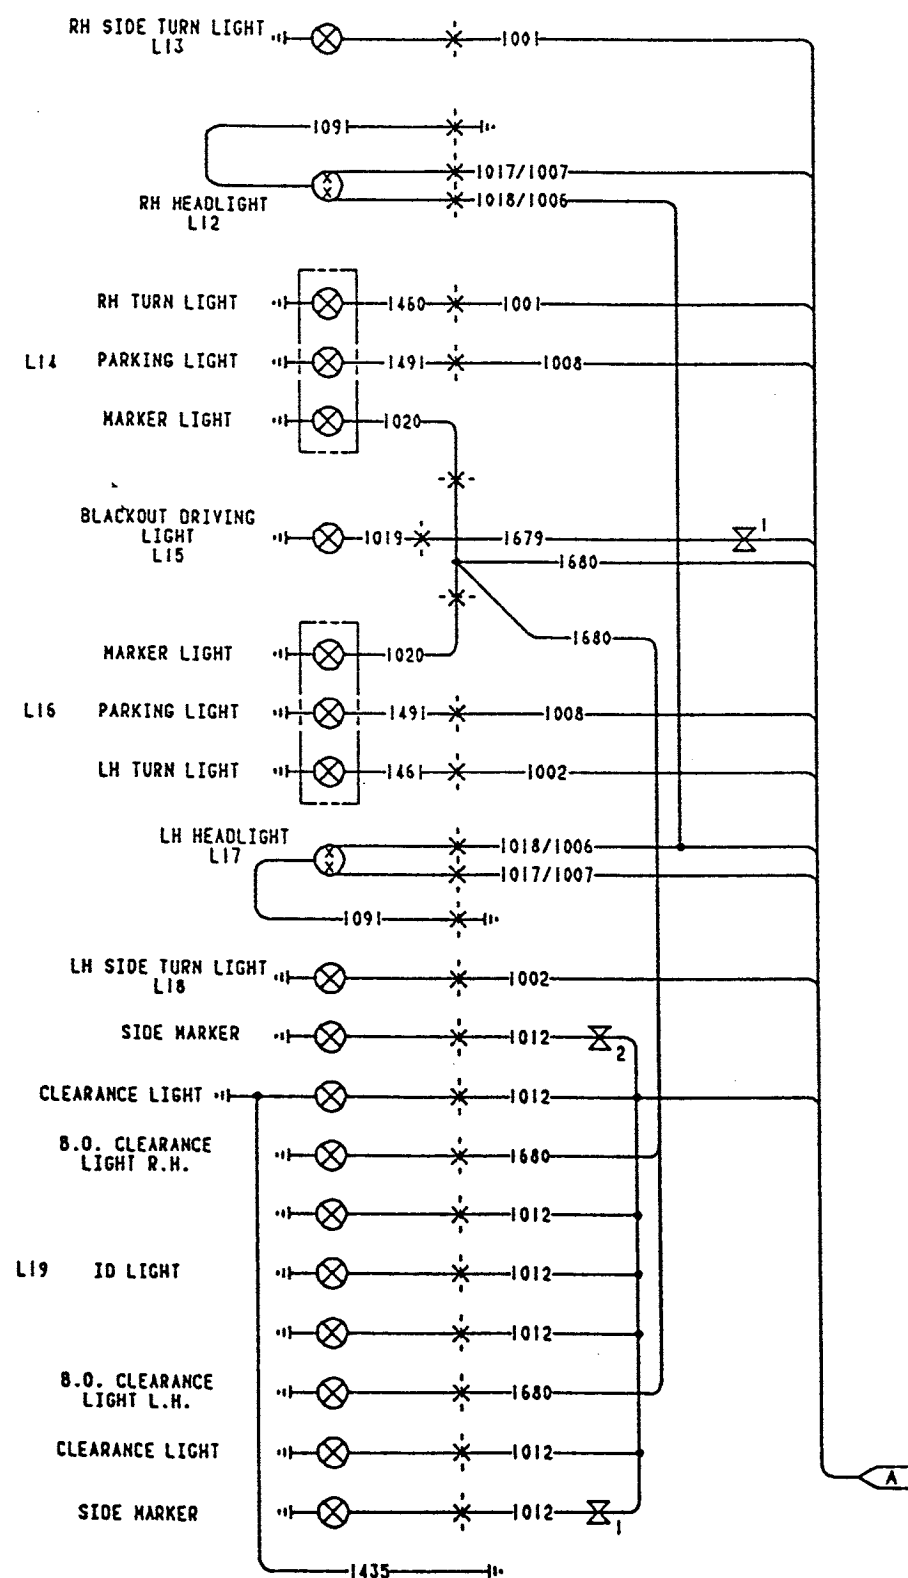 RH SIDE TURN LIGHT
L13
1001
1091
1017/1007
RH HEADLIGHT
L12
1018/1006
RH TURN LIGHT
1460
1001
L14
PARKING LIGHT
1491
1008
MARKER LIGHT
1020
BLACKOUT DRIVING
LIGHT
L15
1019
1679
1
1680
1680
MARKER LIGHT
1020
L16
PARKING LIGHT
1491
1008
LH TURN LIGHT
1461
1002
LH HEADLIGHT
L17
1018/1006
1017/1007
1091
LH SIDE TURN LIGHT
L18
1002
SIDE MARKER
1012
2
CLEARANCE LIGHT
1012
B.O. CLEARANCE
LIGHT R.H.
1680
1012
L19
ID LIGHT
1012
1012
B.O. CLEARANCE
LIGHT L.H.
1680
CLEARANCE LIGHT
1012
A
SIDE MARKER
1012
1
1435